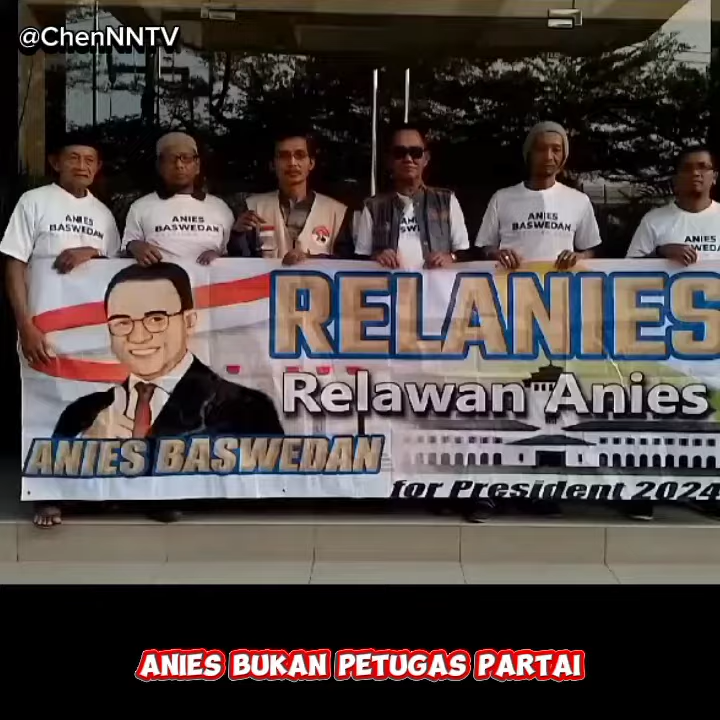 @ChenNNTV
ANIES
BASWEDAN
ANIES
BASWEDAN
ANIES
BASWEDAN
ANIES
RELANIES
Relawan Anies
ANIES BASWEDAN
for President 2024
ANIES BUKAN PETUGAS PARTAI